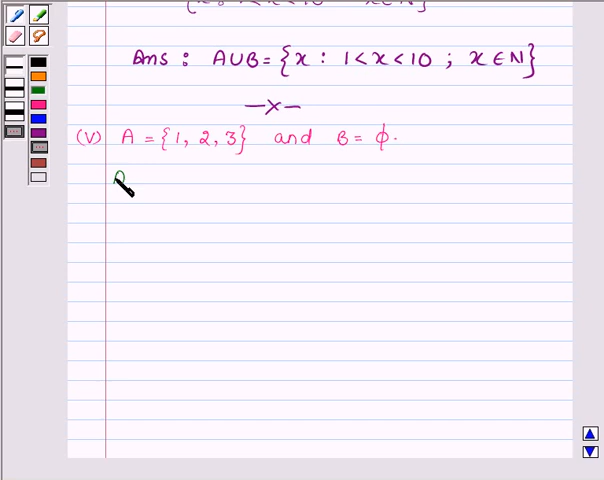 Ans : A∪B = {x : 1 < x < 10 ; x ∈ N}
—x—
(V) A = {1, 2, 3} and B = ϕ.